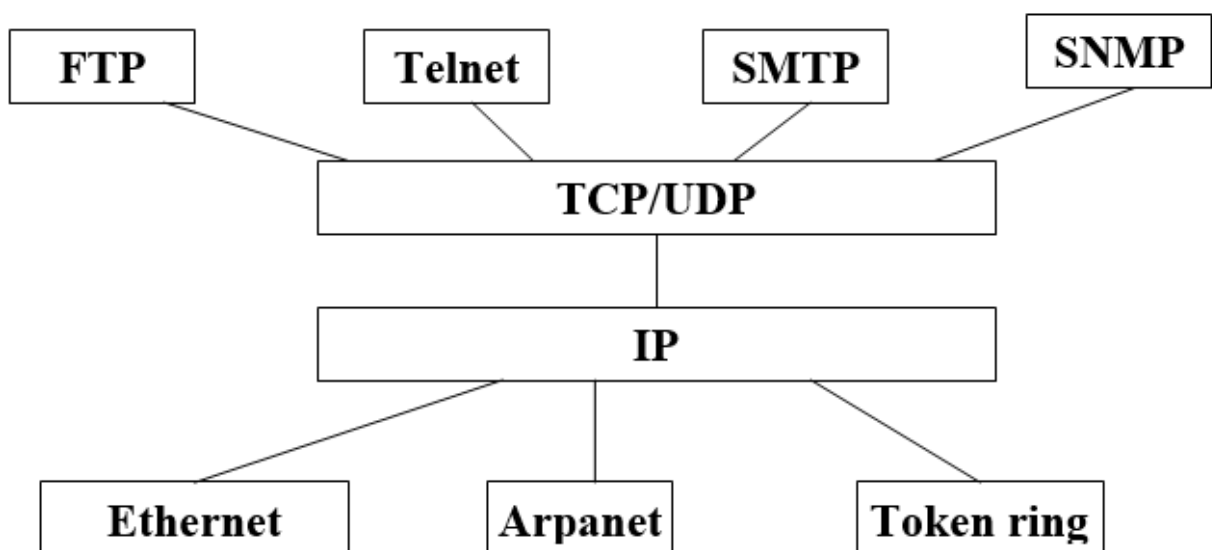 FTP
Telnet
SMTP
SNMP
TCP/UDP
IP
Ethernet
Arpanet
Token ring